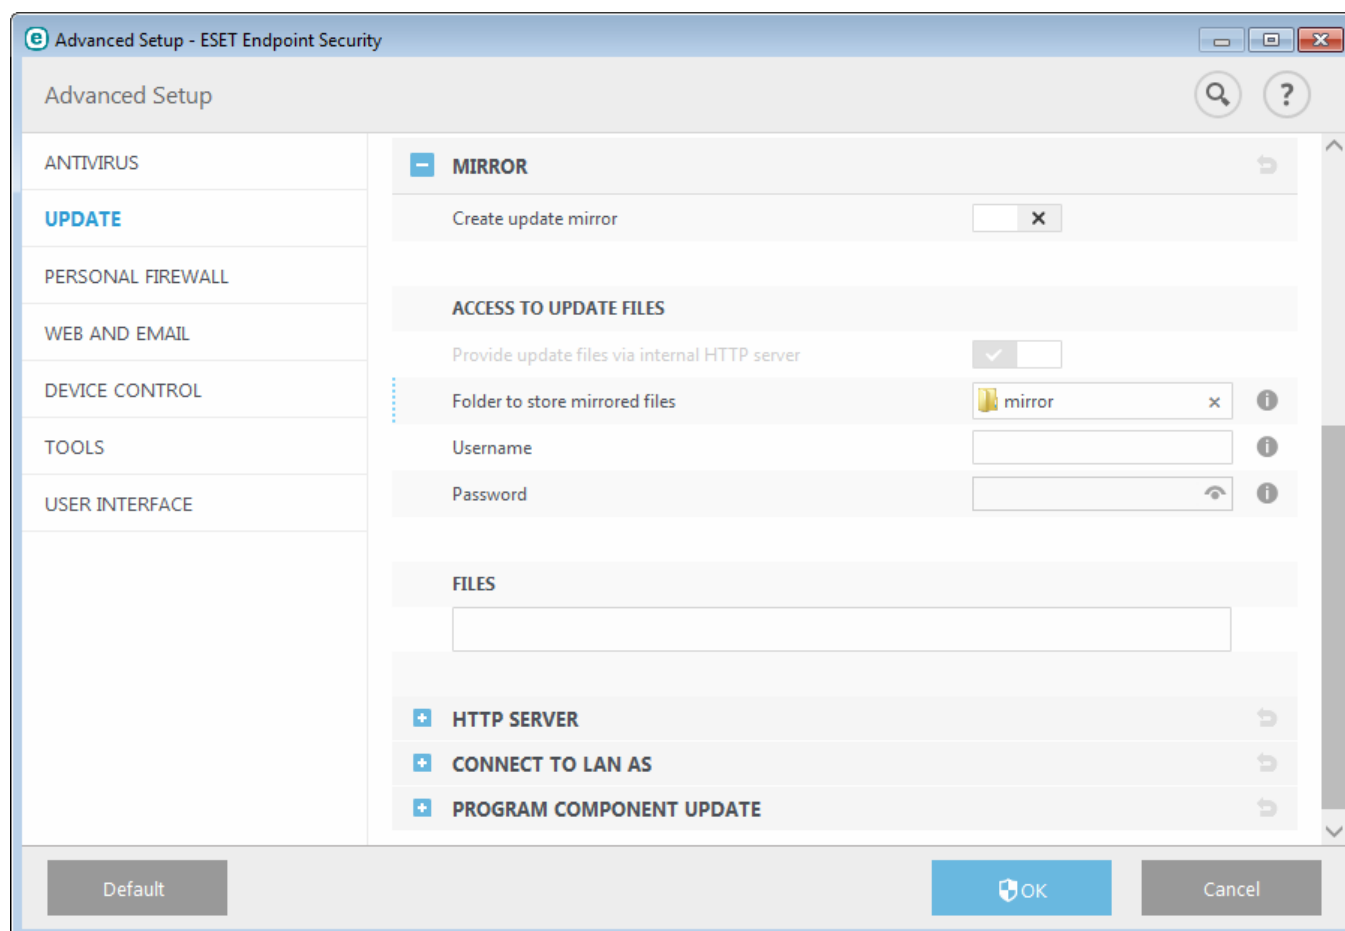 e Advanced Setup - ESET Endpoint Security
Advanced Setup
?
ANTIVIRUS
UPDATE
PERSONAL FIREWALL
WEB AND EMAIL
DEVICE CONTROL
TOOLS
USER INTERFACE
MIRROR
Create update mirror
ACCESS TO UPDATE FILES
Provide update files via internal HTTP server
Folder to store mirrored files mirror
Username
Password
FILES
HTTP SERVER
CONNECT TO LAN AS
PROGRAM COMPONENT UPDATE
Default OK Cancel